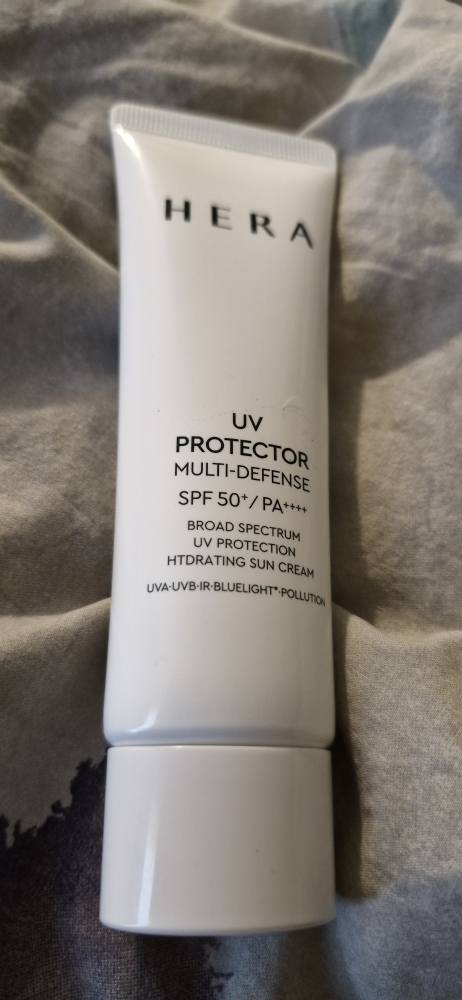 HERA
UV
PROTECTOR
MULTI-DEFENSE
SPF 50⁺/ PA⁺⁺⁺⁺
BROAD SPECTRUM
UV PROTECTION
HTDRATING SUN CREAM
UVA·UVB·IR·BLUELIGHT*·POLLUTION